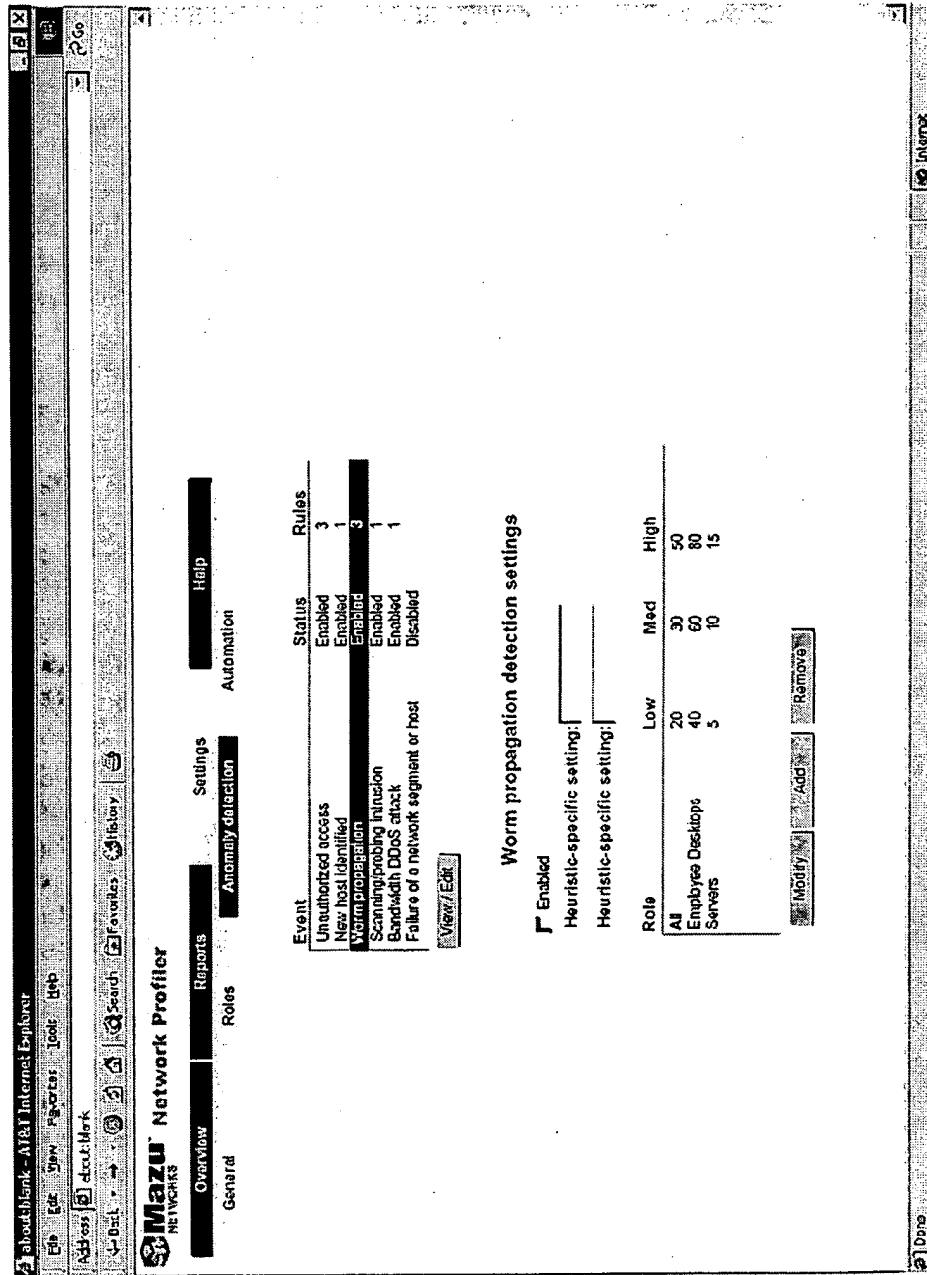 about:blank - AT&T Internet Explorer
File Edit View Favorites Tools Help
Back Search Favorites History
Address about:blank Go
Mazu Network Profiler
NETWORKS
Overview Reports Settings Help
General Roles Anomaly detection Automation
Event Status Rules
Unauthorized access Enabled 3
New host identified Enabled 1
Worm propagation Enabled 3
Scanning/probing intrusion Enabled 1
Bandwidth DDoS attack Enabled 1
Failure of a network segment or host Disabled
View / Edit
Worm propagation detection settings
Enabled
Heuristic-specific setting:
Heuristic-specific setting:
Role Low Med High
All 20 30 50
Employee Desktops 40 60 80
Servers 5 10 15
Modify Add Remove
Done Internet